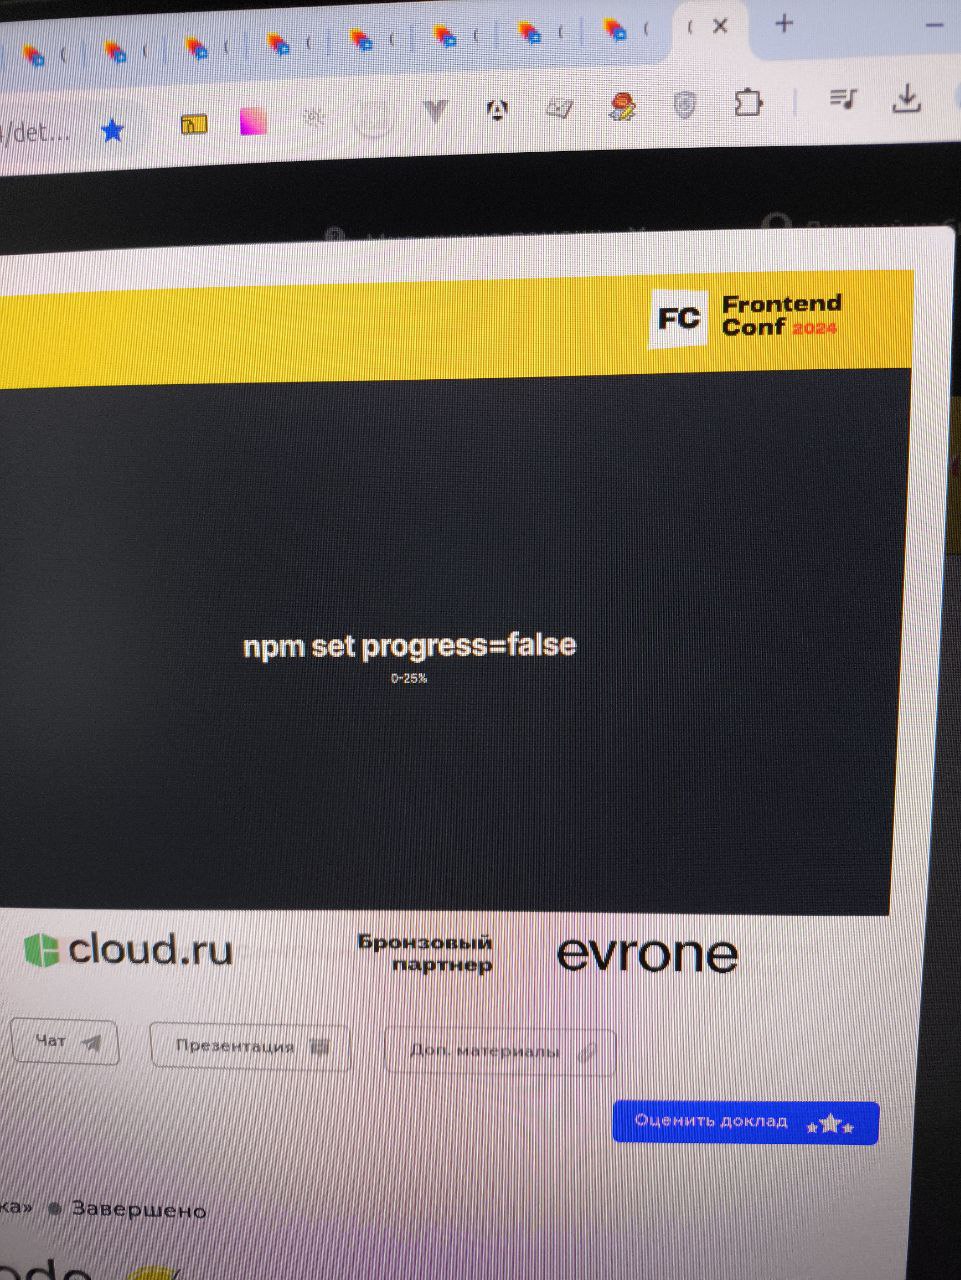 /det...
FC
Frontend
Conf 2024
npm set progress=false
0-25%
cloud.ru
Бронзовый
партнер
evrone
Чат
Презентация
Доп. материалы
Оценить доклад
ка» ● Завершено